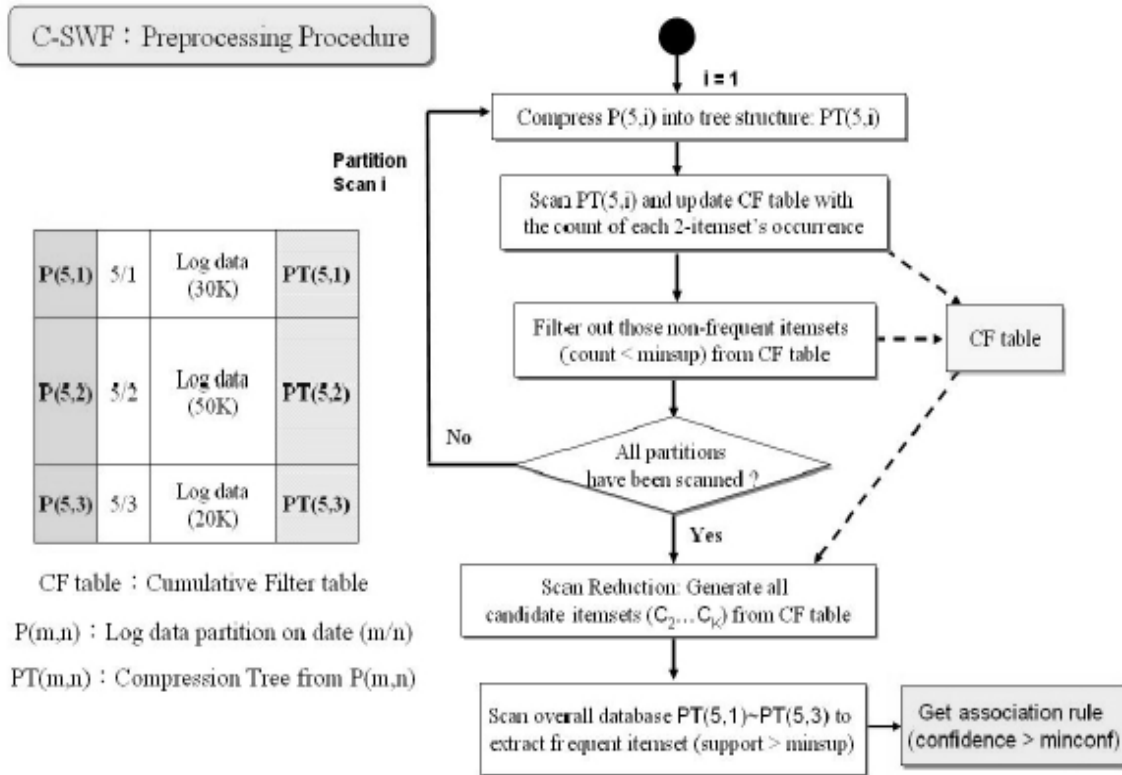 C-SWF：Preprocessing Procedure
i = 1
Compress P(5,i) into tree structure: PT(5,i)
Partition
Scan i
Scan PT(5,i) and update CF table with
the count of each 2-itemset's occurrence
P(5,1) 5/1 Log data PT(5,1)
(30K)
P(5,2) 5/2 Log data PT(5,2)
(50K)
P(5,3) 5/3 Log data PT(5,3)
(20K)
Filter out those non-frequent itemsets
(count < minsup) from CF table
CF table
No
All partitions
have been scanned ?
Yes
CF table：Cumulative Filter table
P(m,n)：Log data partition on date (m/n)
PT(m,n)：Compression Tree from P(m,n)
Scan Reduction: Generate all
candidate itemsets (C₂...Cₖ) from CF table
Scan overall database PT(5,1)~PT(5,3) to
extract frequent itemset (support > minsup)
Get association rule
(confidence > minconf)